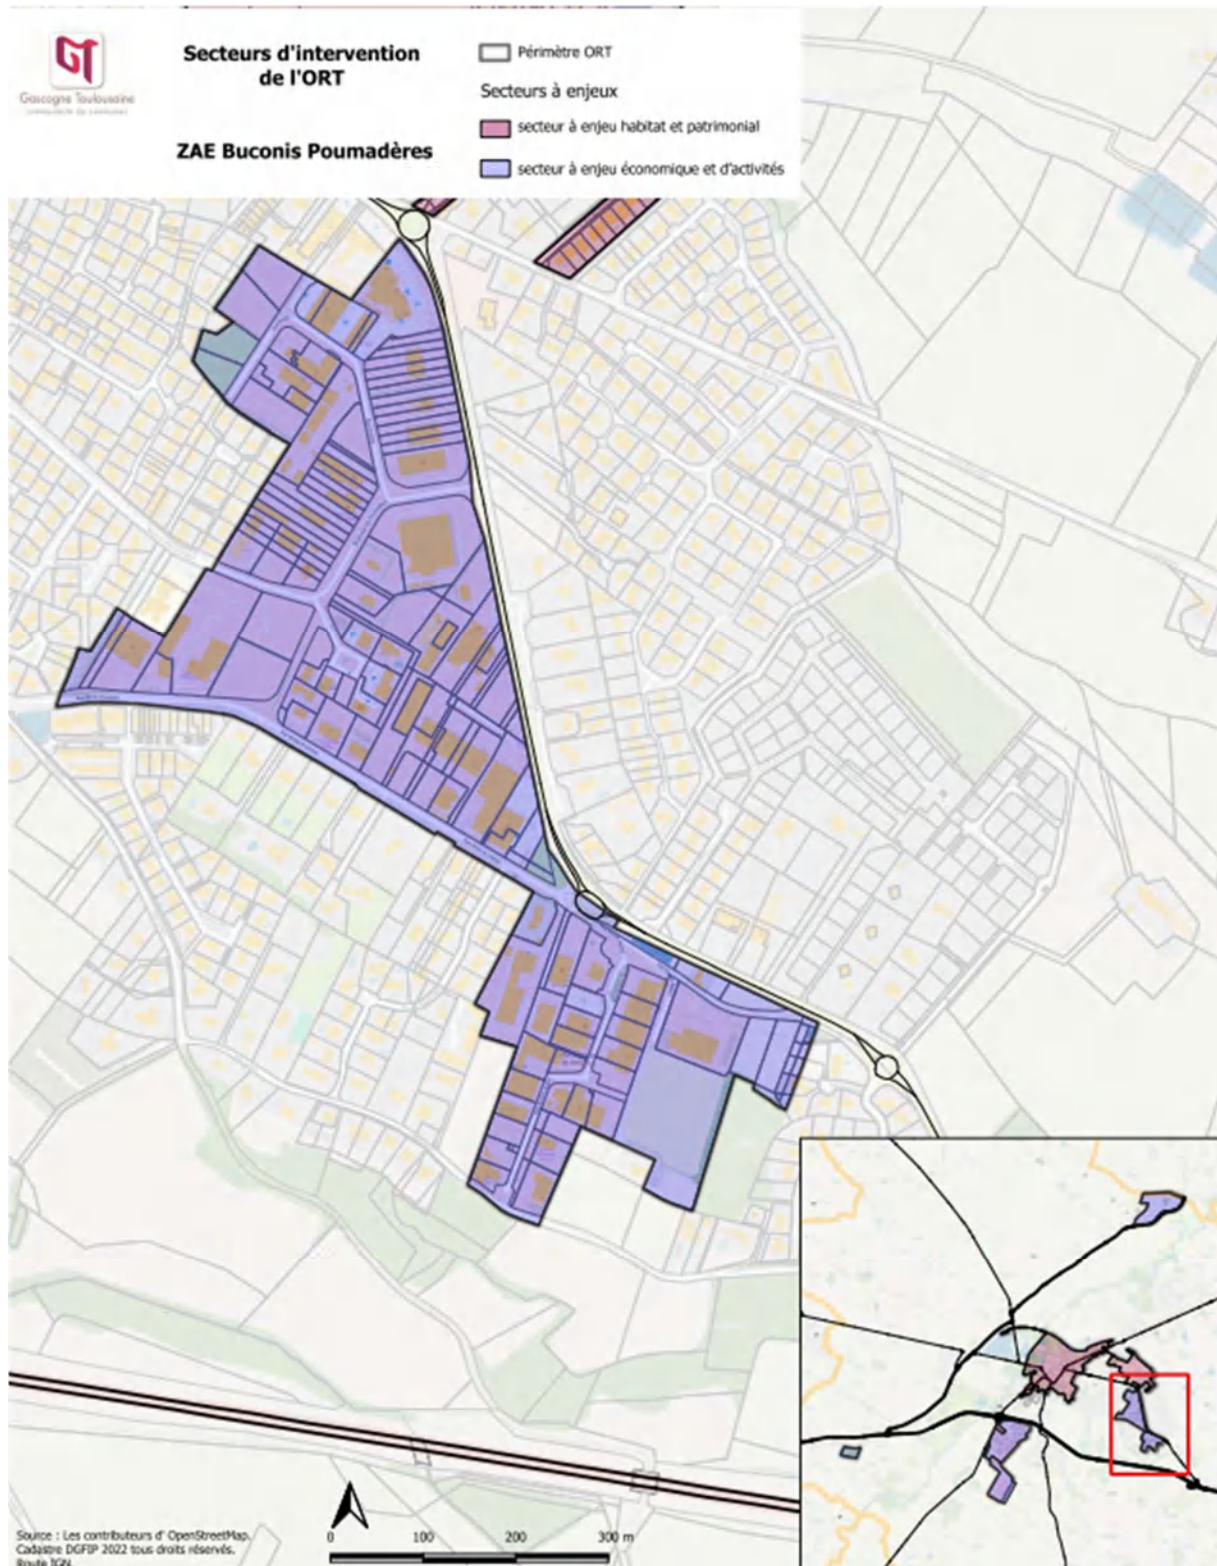 GT
Gascogne Toulousaine
Secteurs d'intervention
de l'ORT
ZAE Buconis Poumadères
Périmètre ORT
Secteurs à enjeux
secteur à enjeu habitat et patrimonial
secteur à enjeu économique et d'activités
Source : Les contributeurs d' OpenStreetMap.
Cadastre DGFIP 2022 tous droits réservés.
Route IGN.
0 100 200 300 m